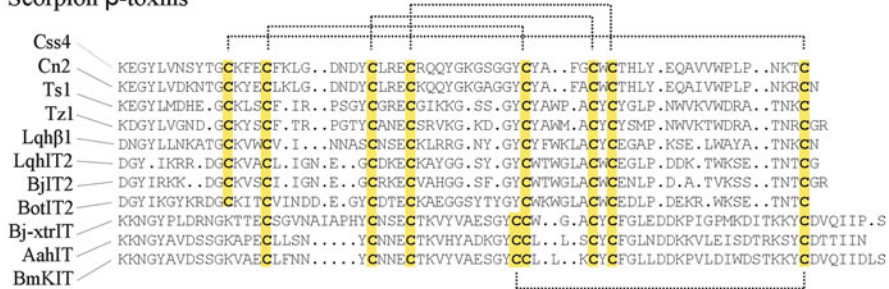 Scorpion β-toxins
Css4 KEGYLVNSYTGCKFECFKLG..DNDYCLRECRQQYGKGSGGYCYA..FGCWCTHLY.EQAVVWPLP..NKTC
Cn2 KEGYLVDKNTGCKYECLKLG..DNDYCLRECKQQYGKGAGGYCYA..FACWCTHLY.EQAIVWPLP..NKRCN
Ts1 KEGYLMDHE.GCKLSCF.IR..PSGYCGRECGIKKG.SS.GYCAWP.ACYCYGLP.NWVKVWDRA..TNKC
Tz1 KDGYLVGND.GCKYSCF.TR..PGTYCANECSRVKG.KD.GYCYAWM.ACYCYSMP.NWVKTWDRA..TNRCGR
Lqhβ1 DNGYLLNKATGCKVWCV.I...NNASCNSECKLRRG.NY.GYCYFWKLACYCEGAP.KSE.LWAYA..TNKCN
LqhIT2 DGY.IKRR.DGCKVACL.IGN.E..GCDKECKAYGG.SY.GYCWTWGLACWCEGLP.DDK.TWKSE..TNTCG
BjIT2 DGYIRKK..DGCKVSCI.IGN.E..GCRKECVAHGG.SF.GYCWTWGLACWCENLP.D.A.TVKSS..TNTCGR
BotIT2 DGYIKGYKRDGCKITCVINDD.E.GYCDTECKAEGGSYTYGYCWKWGLACWCEDLP.DEKR.WKSE.TNTC
Bj-xtrIT KKNGYPLDRNGKTTECSGVNAIAPHYCNSECTKVYVAESGYCCW..G.ACYCFGLEDDKPIGPMKDITKKYCDVQIIP.S
AahIT KKNGYAVDSSGKAPECLLSN.....YCNNECTKVHYADKGYCCL..L.SCYCFGLNDDKKVLEISDTRKSYCDTTIIN
BmKIT KKNGYAVDSSGKVAECLFNN.....YCNNECTKVYVAESGYCCL.L.KCYCFGLLDDKPVLDIWDSTKKYCDVQIIDLS